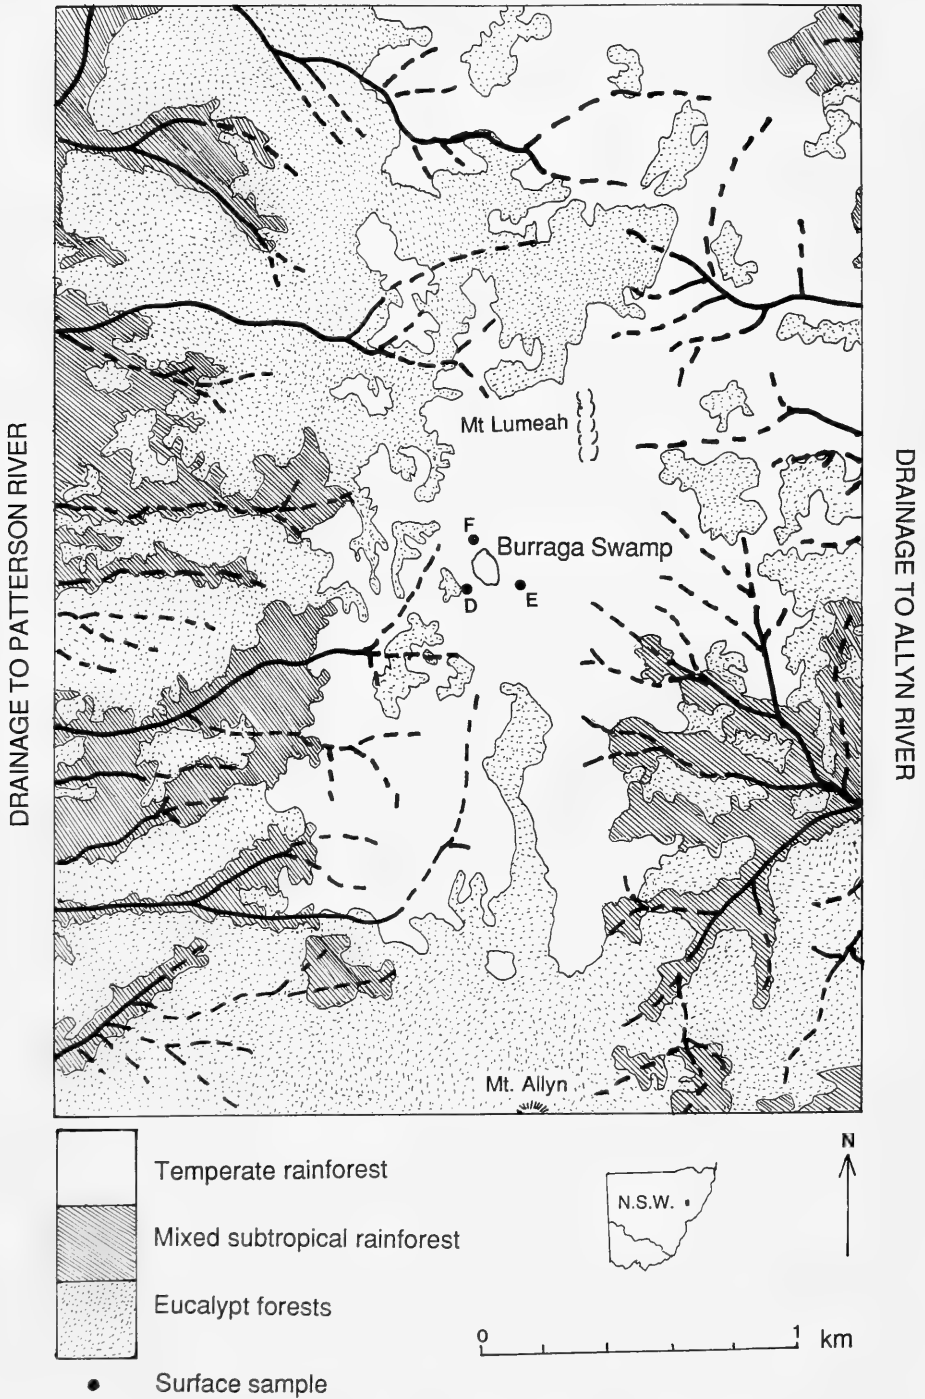 DRAINAGE TO PATTERSON RIVER
DRAINAGE TO ALLYN RIVER
Mt Lumeah
F
Burraga Swamp
D
E
Mt. Allyn
Temperate rainforest
Mixed subtropical rainforest
Eucalypt forests
Surface sample
N.S.W.
N
0
1
km